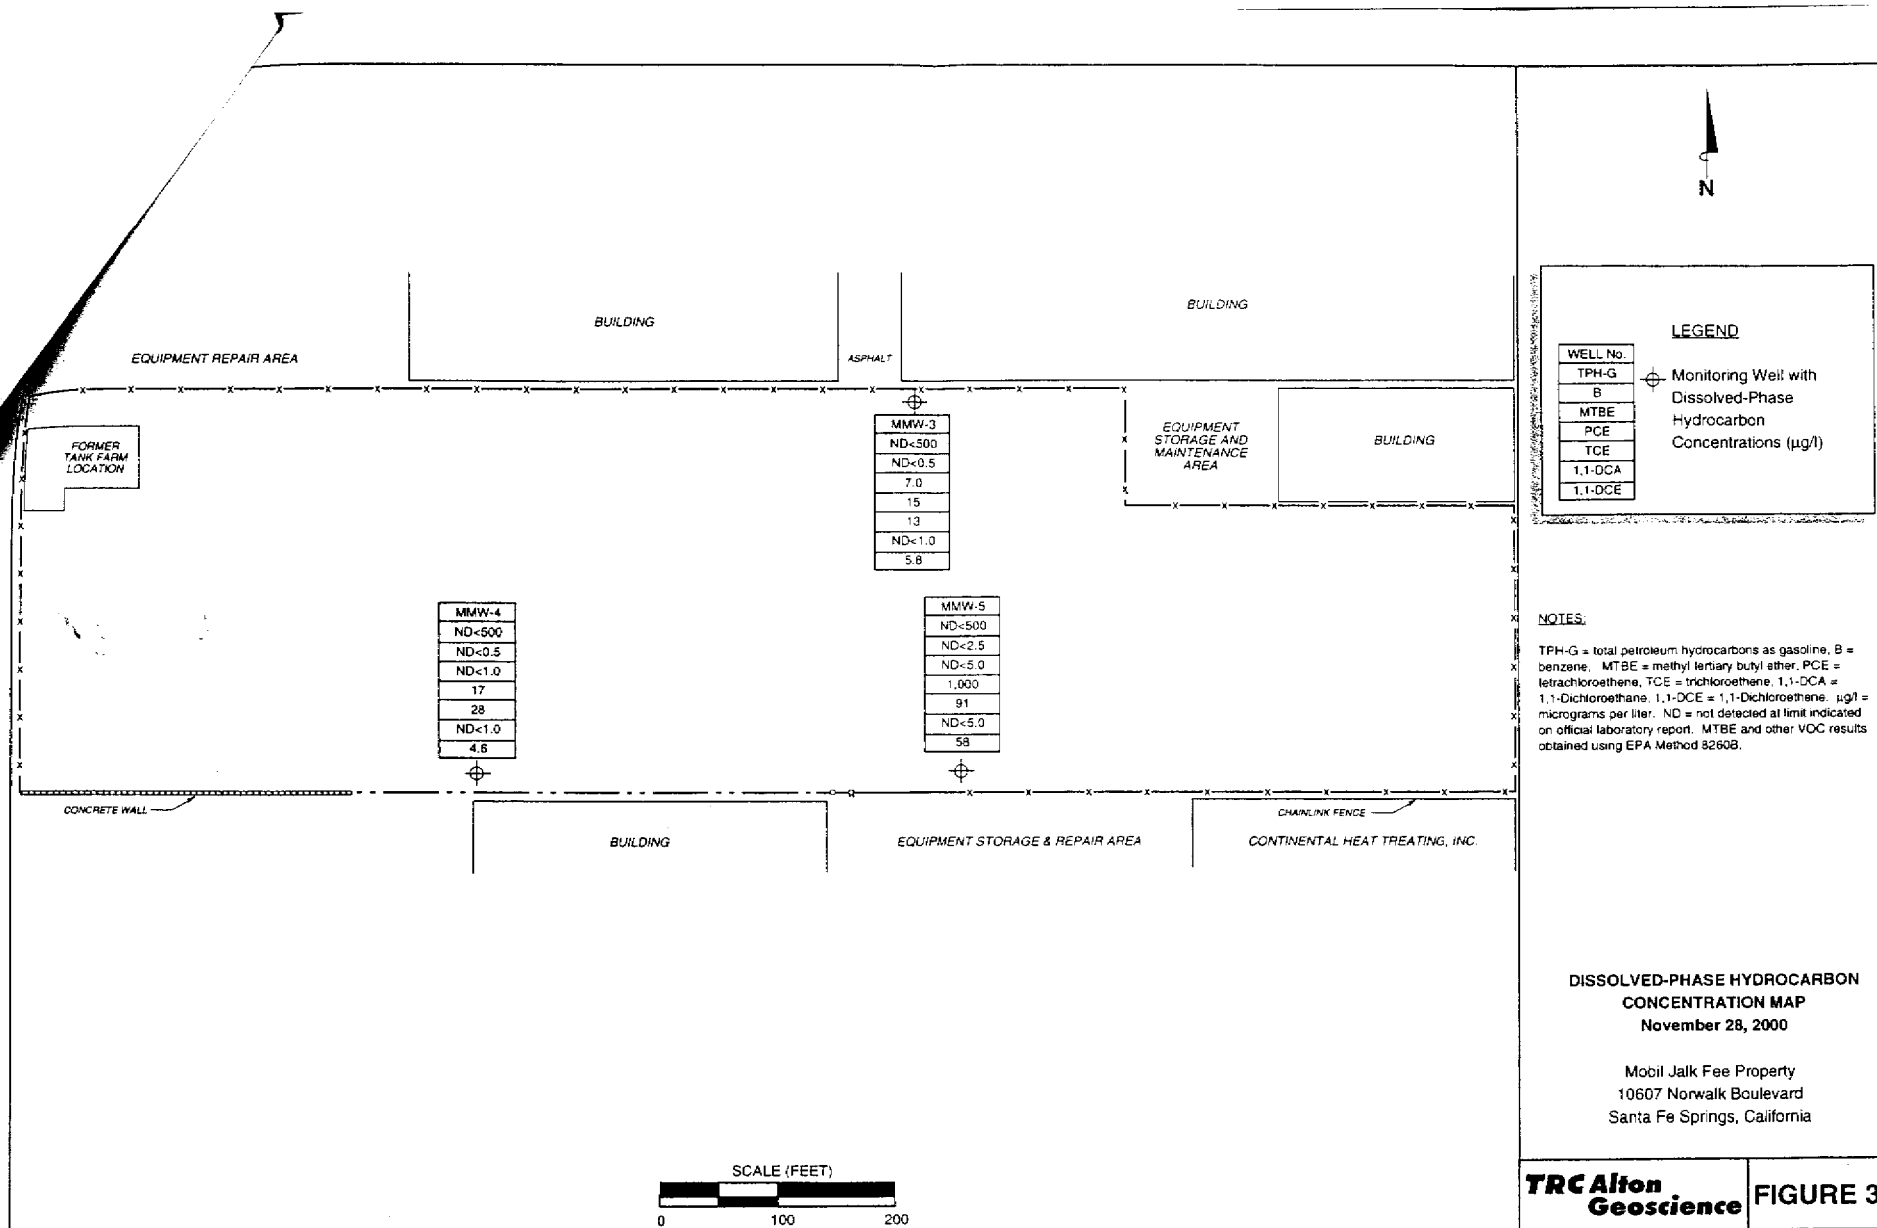 N
BUILDING
BUILDING
EQUIPMENT REPAIR AREA
ASPHALT
FORMER
TANK FARM
LOCATION
EQUIPMENT
STORAGE AND
MAINTENANCE
AREA
BUILDING
MMW-3
ND<500
ND<0.5
7.0
15
13
ND<1.0
5.8
MMW-4
ND<500
ND<0.5
ND<1.0
17
28
ND<1.0
4.6
MMW-5
ND<500
ND<2.5
ND<5.0
1,000
91
ND<5.0
58
CONCRETE WALL
CHAINLINK FENCE
BUILDING
EQUIPMENT STORAGE & REPAIR AREA
CONTINENTAL HEAT TREATING, INC.
SCALE (FEET)
0 100 200
LEGEND
WELL No.
TPH-G
B
MTBE
PCE
TCE
1,1-DCA
1,1-DCE
Monitoring Well with
Dissolved-Phase
Hydrocarbon
Concentrations (µg/l)
NOTES:
TPH-G = total petroleum hydrocarbons as gasoline, B =
benzene, MTBE = methyl tertiary butyl ether, PCE =
tetrachloroethene, TCE = trichloroethene, 1,1-DCA =
1,1-Dichloroethane, 1,1-DCE = 1,1-Dichloroethene. µg/l =
micrograms per liter. ND = not detected at limit indicated
on official laboratory report. MTBE and other VOC results
obtained using EPA Method 8260B.
DISSOLVED-PHASE HYDROCARBON
CONCENTRATION MAP
November 28, 2000
Mobil Jalk Fee Property
10607 Norwalk Boulevard
Santa Fe Springs, California
TRC Alton
Geoscience
FIGURE 3